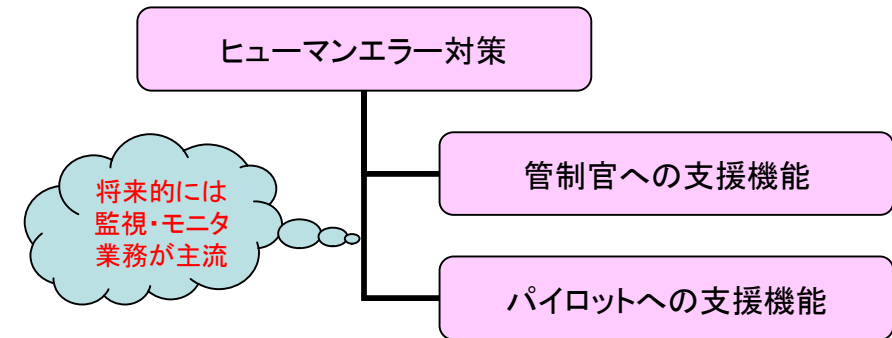 ヒューマンエラー対策
将来的には
監視・モニタ
業務が主流
管制官への支援機能
パイロットへの支援機能